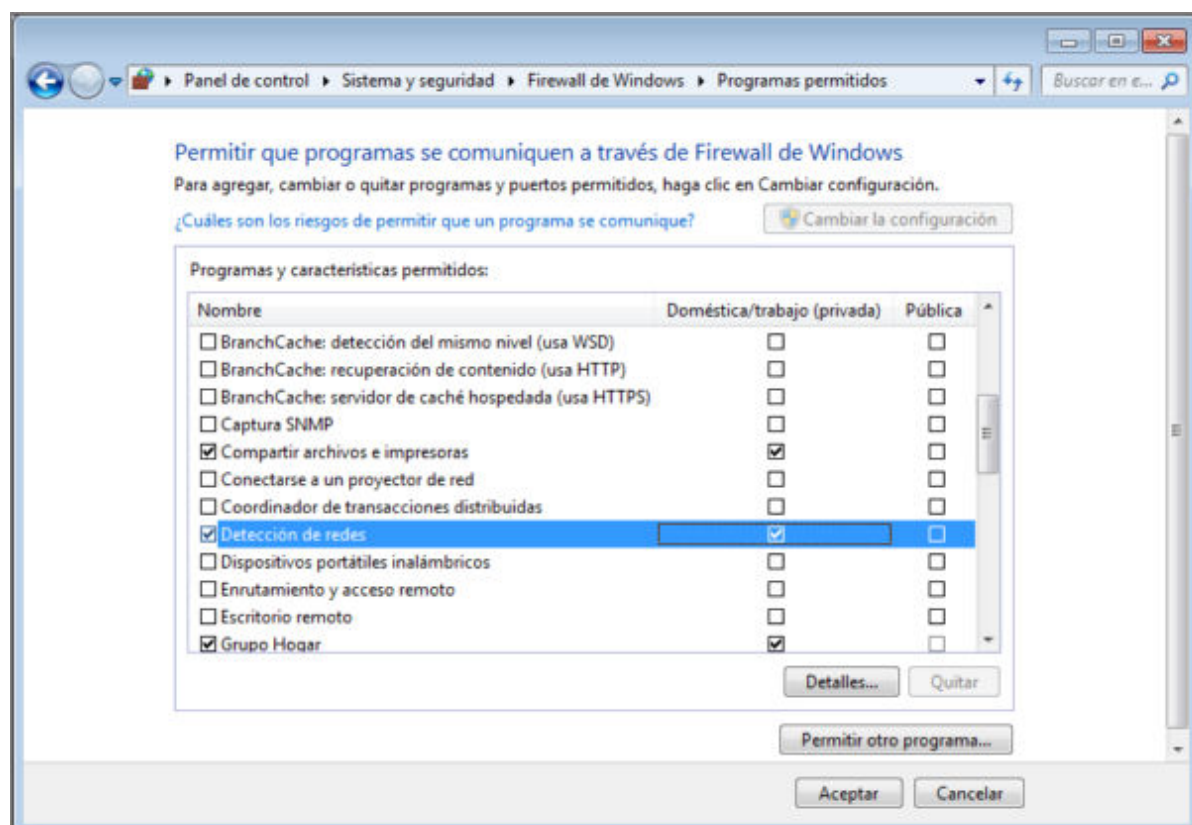 Panel de control ▸ Sistema y seguridad ▸ Firewall de Windows ▸ Programas permitidos
Buscar en e...
Permitir que programas se comuniquen a través de Firewall de Windows
Para agregar, cambiar o quitar programas y puertos permitidos, haga clic en Cambiar configuración.
¿Cuáles son los riesgos de permitir que un programa se comunique?
Cambiar la configuración
Programas y características permitidos:
Nombre Doméstica/trabajo (privada) Pública
BranchCache: detección del mismo nivel (usa WSD)
BranchCache: recuperación de contenido (usa HTTP)
BranchCache: servidor de caché hospedada (usa HTTPS)
Captura SNMP
Compartir archivos e impresoras
Conectarse a un proyector de red
Coordinador de transacciones distribuidas
Detección de redes
Dispositivos portátiles inalámbricos
Enrutamiento y acceso remoto
Escritorio remoto
Grupo Hogar
Detalles... Quitar
Permitir otro programa...
Aceptar Cancelar